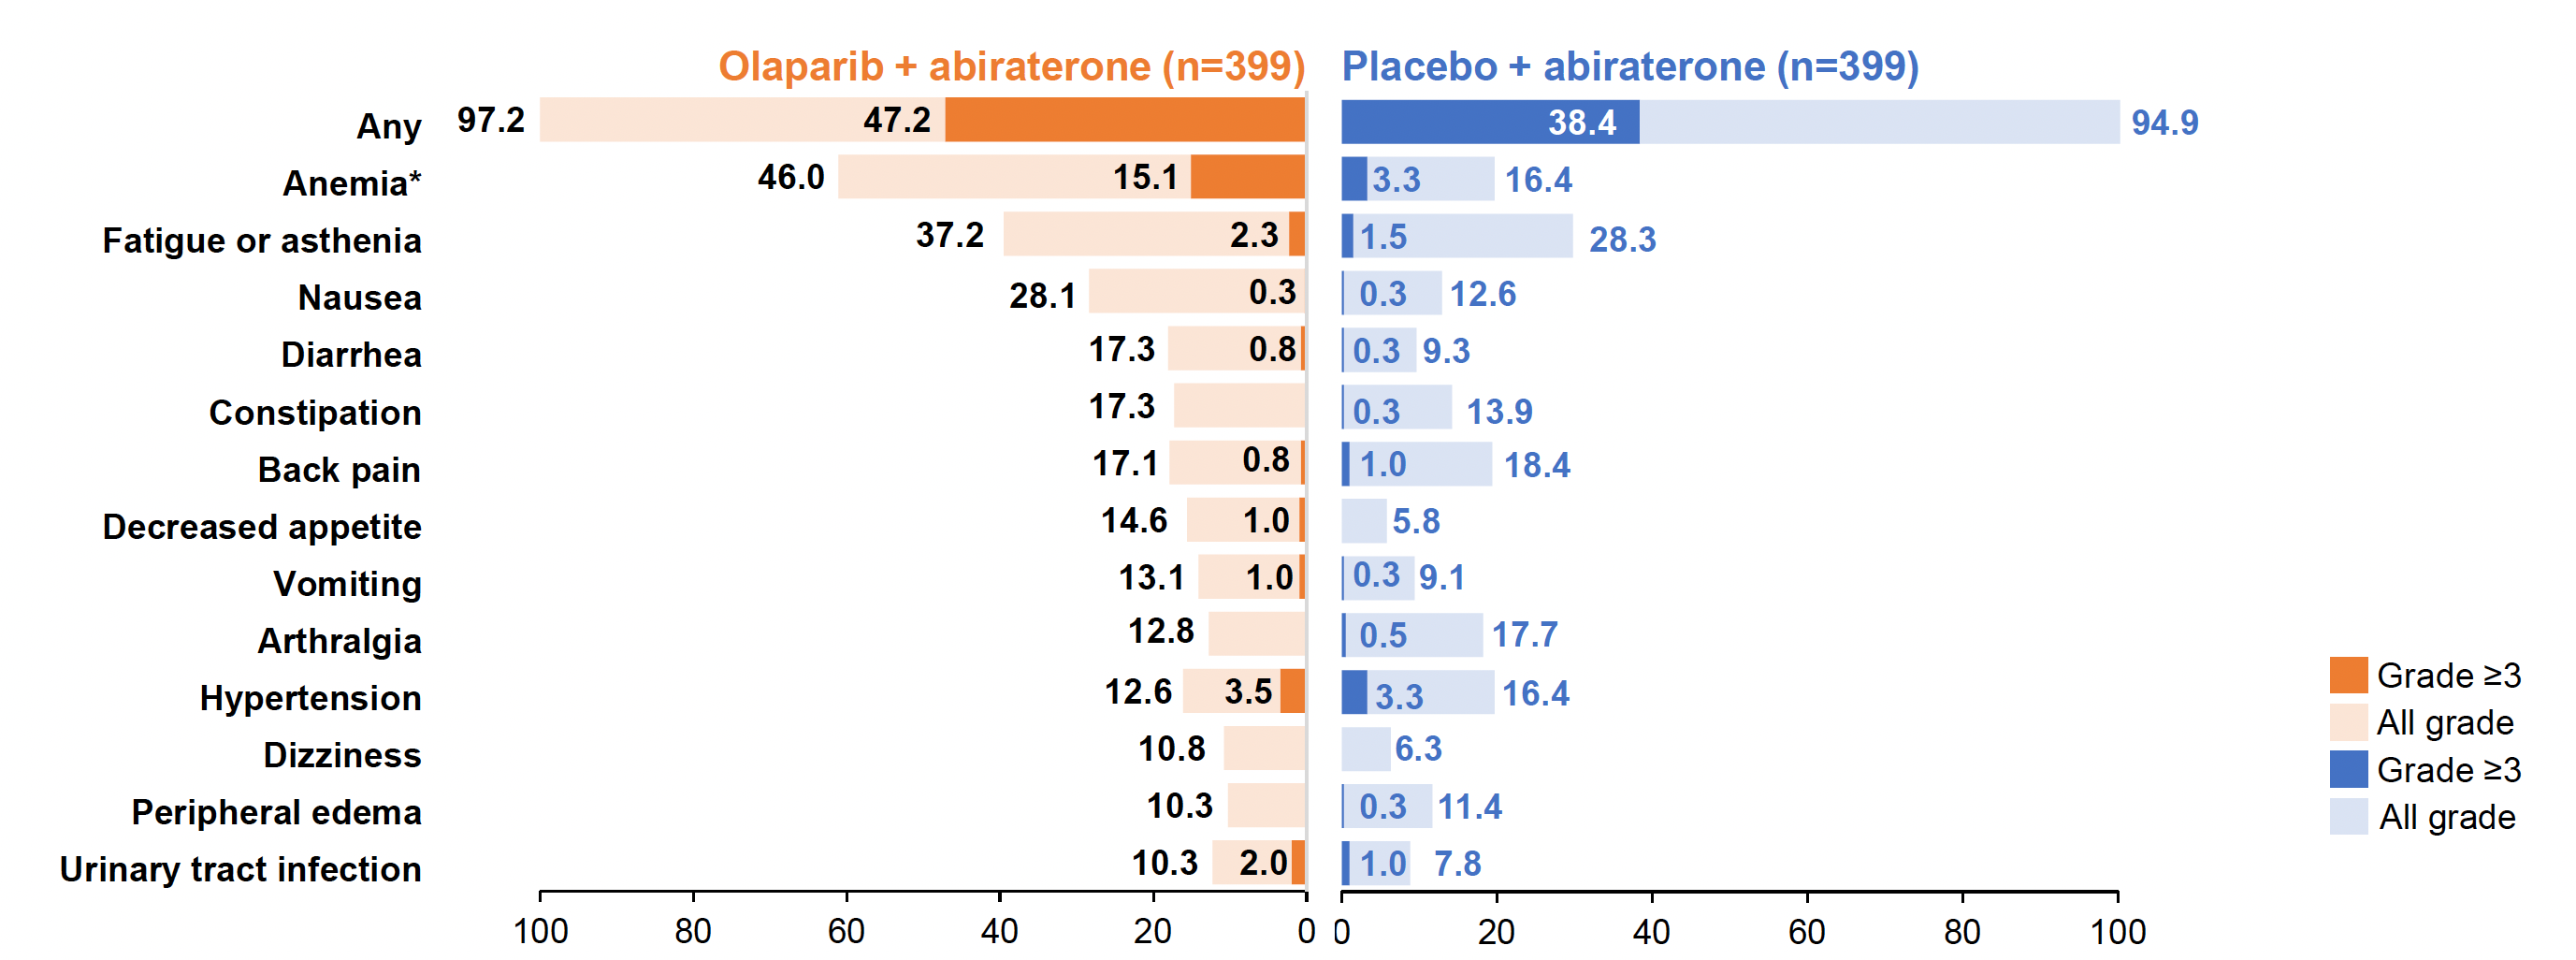 Olaparib + abiraterone (n=399) Placebo + abiraterone (n=399)
Any 97.2 47.2 38.4 94.9
Anemia* 46.0 15.1 3.3 16.4
Fatigue or asthenia 37.2 2.3 1.5 28.3
Nausea 28.1 0.3 0.3 12.6
Diarrhea 17.3 0.8 0.3 9.3
Constipation 17.3 0.3 13.9
Back pain 17.1 0.8 1.0 18.4
Decreased appetite 14.6 1.0 5.8
Vomiting 13.1 1.0 0.3 9.1
Arthralgia 12.8 0.5 17.7
Hypertension 12.6 3.5 3.3 16.4
Dizziness 10.8 6.3
Peripheral edema 10.3 0.3 11.4
Urinary tract infection 10.3 2.0 1.0 7.8
100 80 60 40 20 0 0 20 40 60 80 100
Grade ≥3
All grade
Grade ≥3
All grade